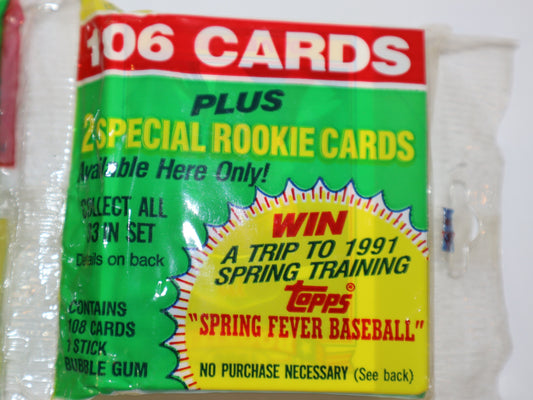 106 CARDS
PLUS
2 SPECIAL ROOKIE CARDS
Available Here Only!
COLLECT ALL
33 IN SET
Details on back
CONTAINS
108 CARDS
1 STICK
BUBBLE GUM
WIN
A TRIP TO 1991
SPRING TRAINING
topps®
"SPRING FEVER BASEBALL"
NO PURCHASE NECESSARY (See back)